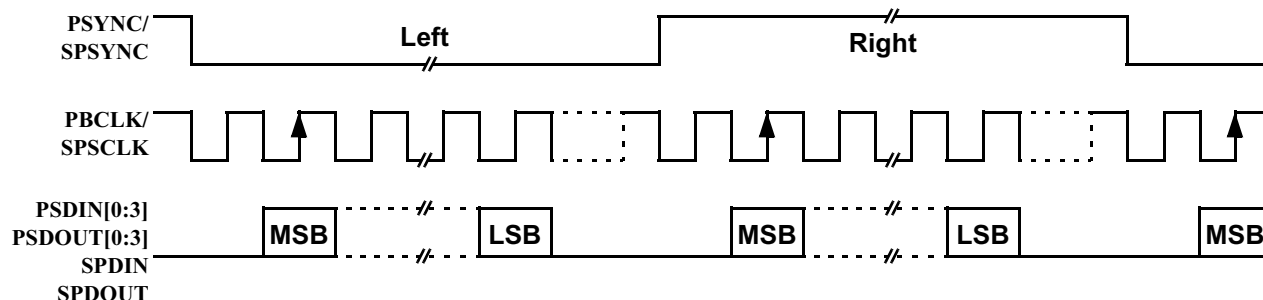 PSYNC/
SPSYNC
Left
Right
PBCLK/
SPSCLK
PSDIN[0:3]
PSDOUT[0:3]
SPDIN
SPDOUT
MSB
LSB
MSB
LSB
MSB